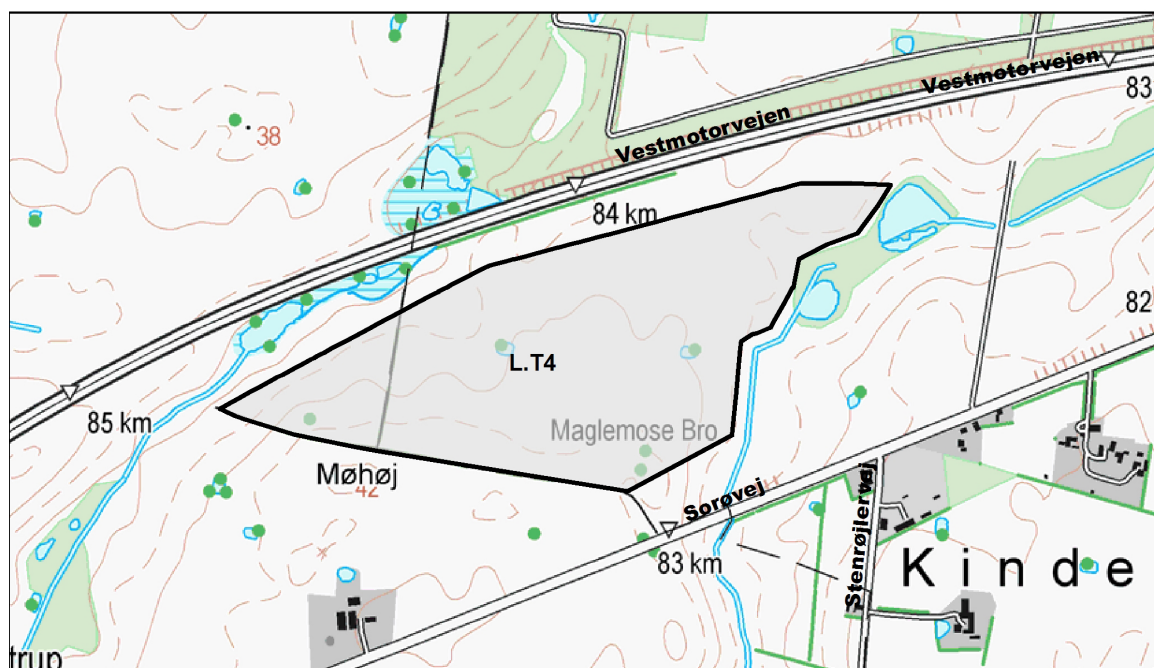 Vestmotorvejen
83
38
Vestmotorvejen
84 km
82
L.T4
85 km
Maglemose Bro
Møhøj
42
Sorøvej
83 km
Stenrøjlervej
Kinde
trup